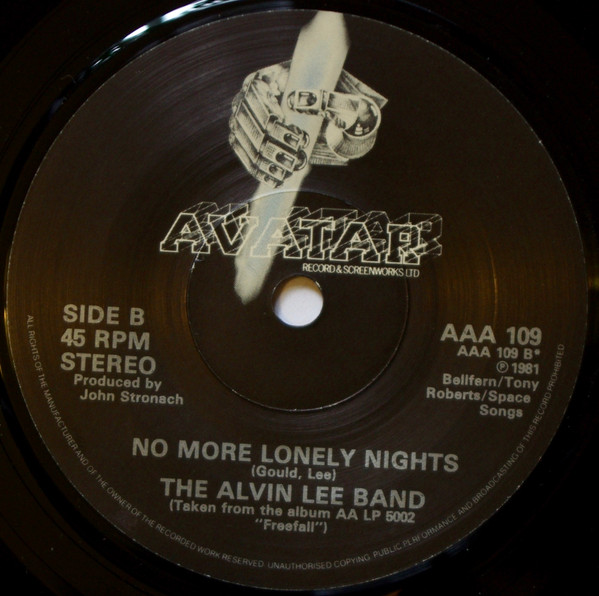 AVATAR
RECORD & SCREENWORKS LTD
SIDE B
45 RPM
STEREO
Produced by
John Stronach
AAA 109
AAA 109 B*
℗ 1981
Bellfern/Tony
Roberts/Space
Songs
NO MORE LONELY NIGHTS
(Gould, Lee)
THE ALVIN LEE BAND
(Taken from the album AA LP 5002
"Freefall")
ALL RIGHTS OF THE MANUFACTURER AND OF THE OWNER OF THE RECORDED WORK RESERVED. UNAUTHORISED COPYING, PUBLIC PERFORMANCE AND BROADCASTING OF THIS RECORD PROHIBITED